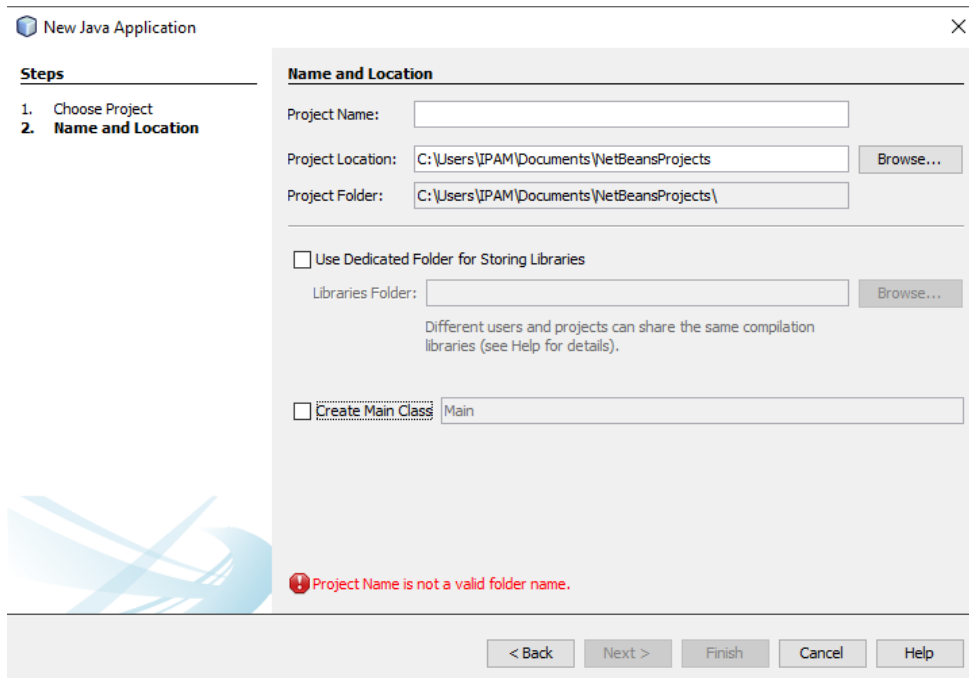 New Java Application
Steps
1. Choose Project
2. Name and Location
Name and Location
Project Name:
Project Location: C:\Users\IPAM\Documents\NetBeansProjects Browse...
Project Folder: C:\Users\IPAM\Documents\NetBeansProjects\
Use Dedicated Folder for Storing Libraries
Libraries Folder: Browse...
Different users and projects can share the same compilation
libraries (see Help for details).
Create Main Class Main
Project Name is not a valid folder name.
< Back Next > Finish Cancel Help